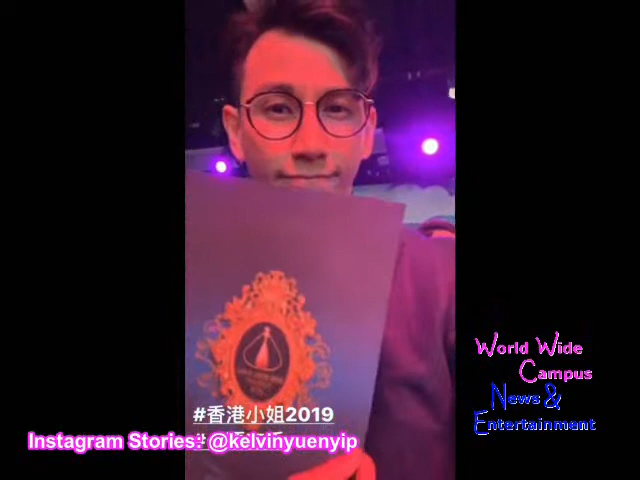 #香港小姐2019
#
Instagram Stories: @kelvinyuenyip
World Wide
Campus
News &
Entertainment